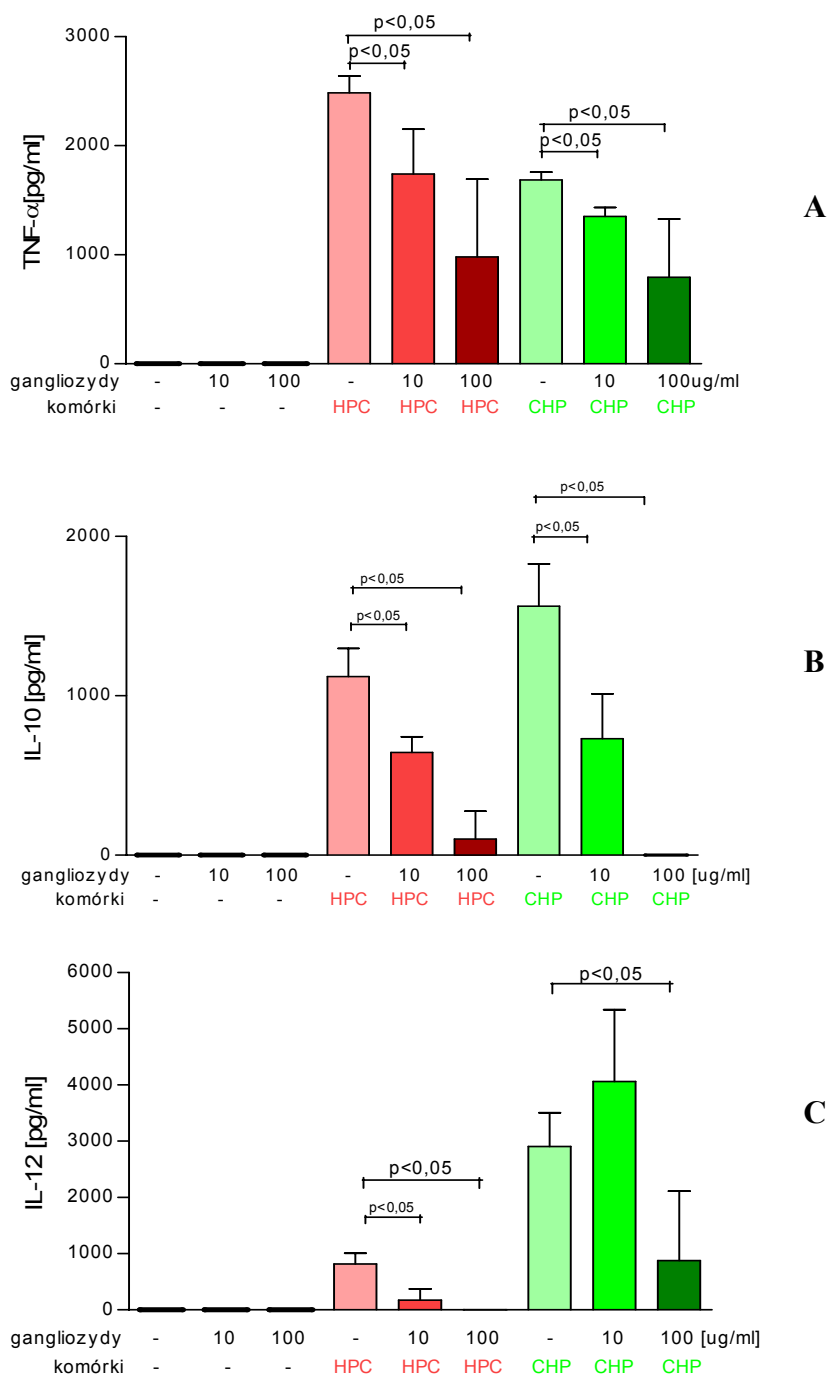 3000
p<0,05
p<0,05
p<0,05
2000
p<0,05
A
TNF-α[pg/ml]
1000
0
gangliozydy - 10 100 - 10 100 - 10 100ug/ml
komórki - - - HPC HPC HPC CHP CHP CHP
p<0,05
2000
p<0,05
p<0,05
p<0,05
B
IL-10 [pg/ml]
1000
0
gangliozydy - 10 100 - 10 100 - 10 100 [ug/ml]
komórki - - - HPC HPC HPC CHP CHP CHP
6000
p<0,05
5000
4000
C
IL-12 [pg/ml]
3000
p<0,05
2000
p<0,05
1000
0
gangliozydy - 10 100 - 10 100 - 10 100 [ug/ml]
komórki - - - HPC HPC HPC CHP CHP CHP